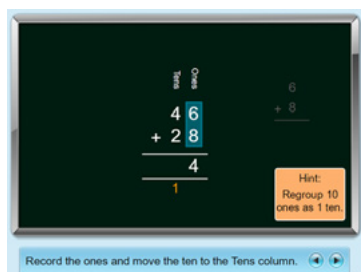 Tens Ones
4 6
+ 2 8
4
1
6
+ 8
Hint:
Regroup 10
ones as 1 ten.
Record the ones and move the ten to the Tens column.